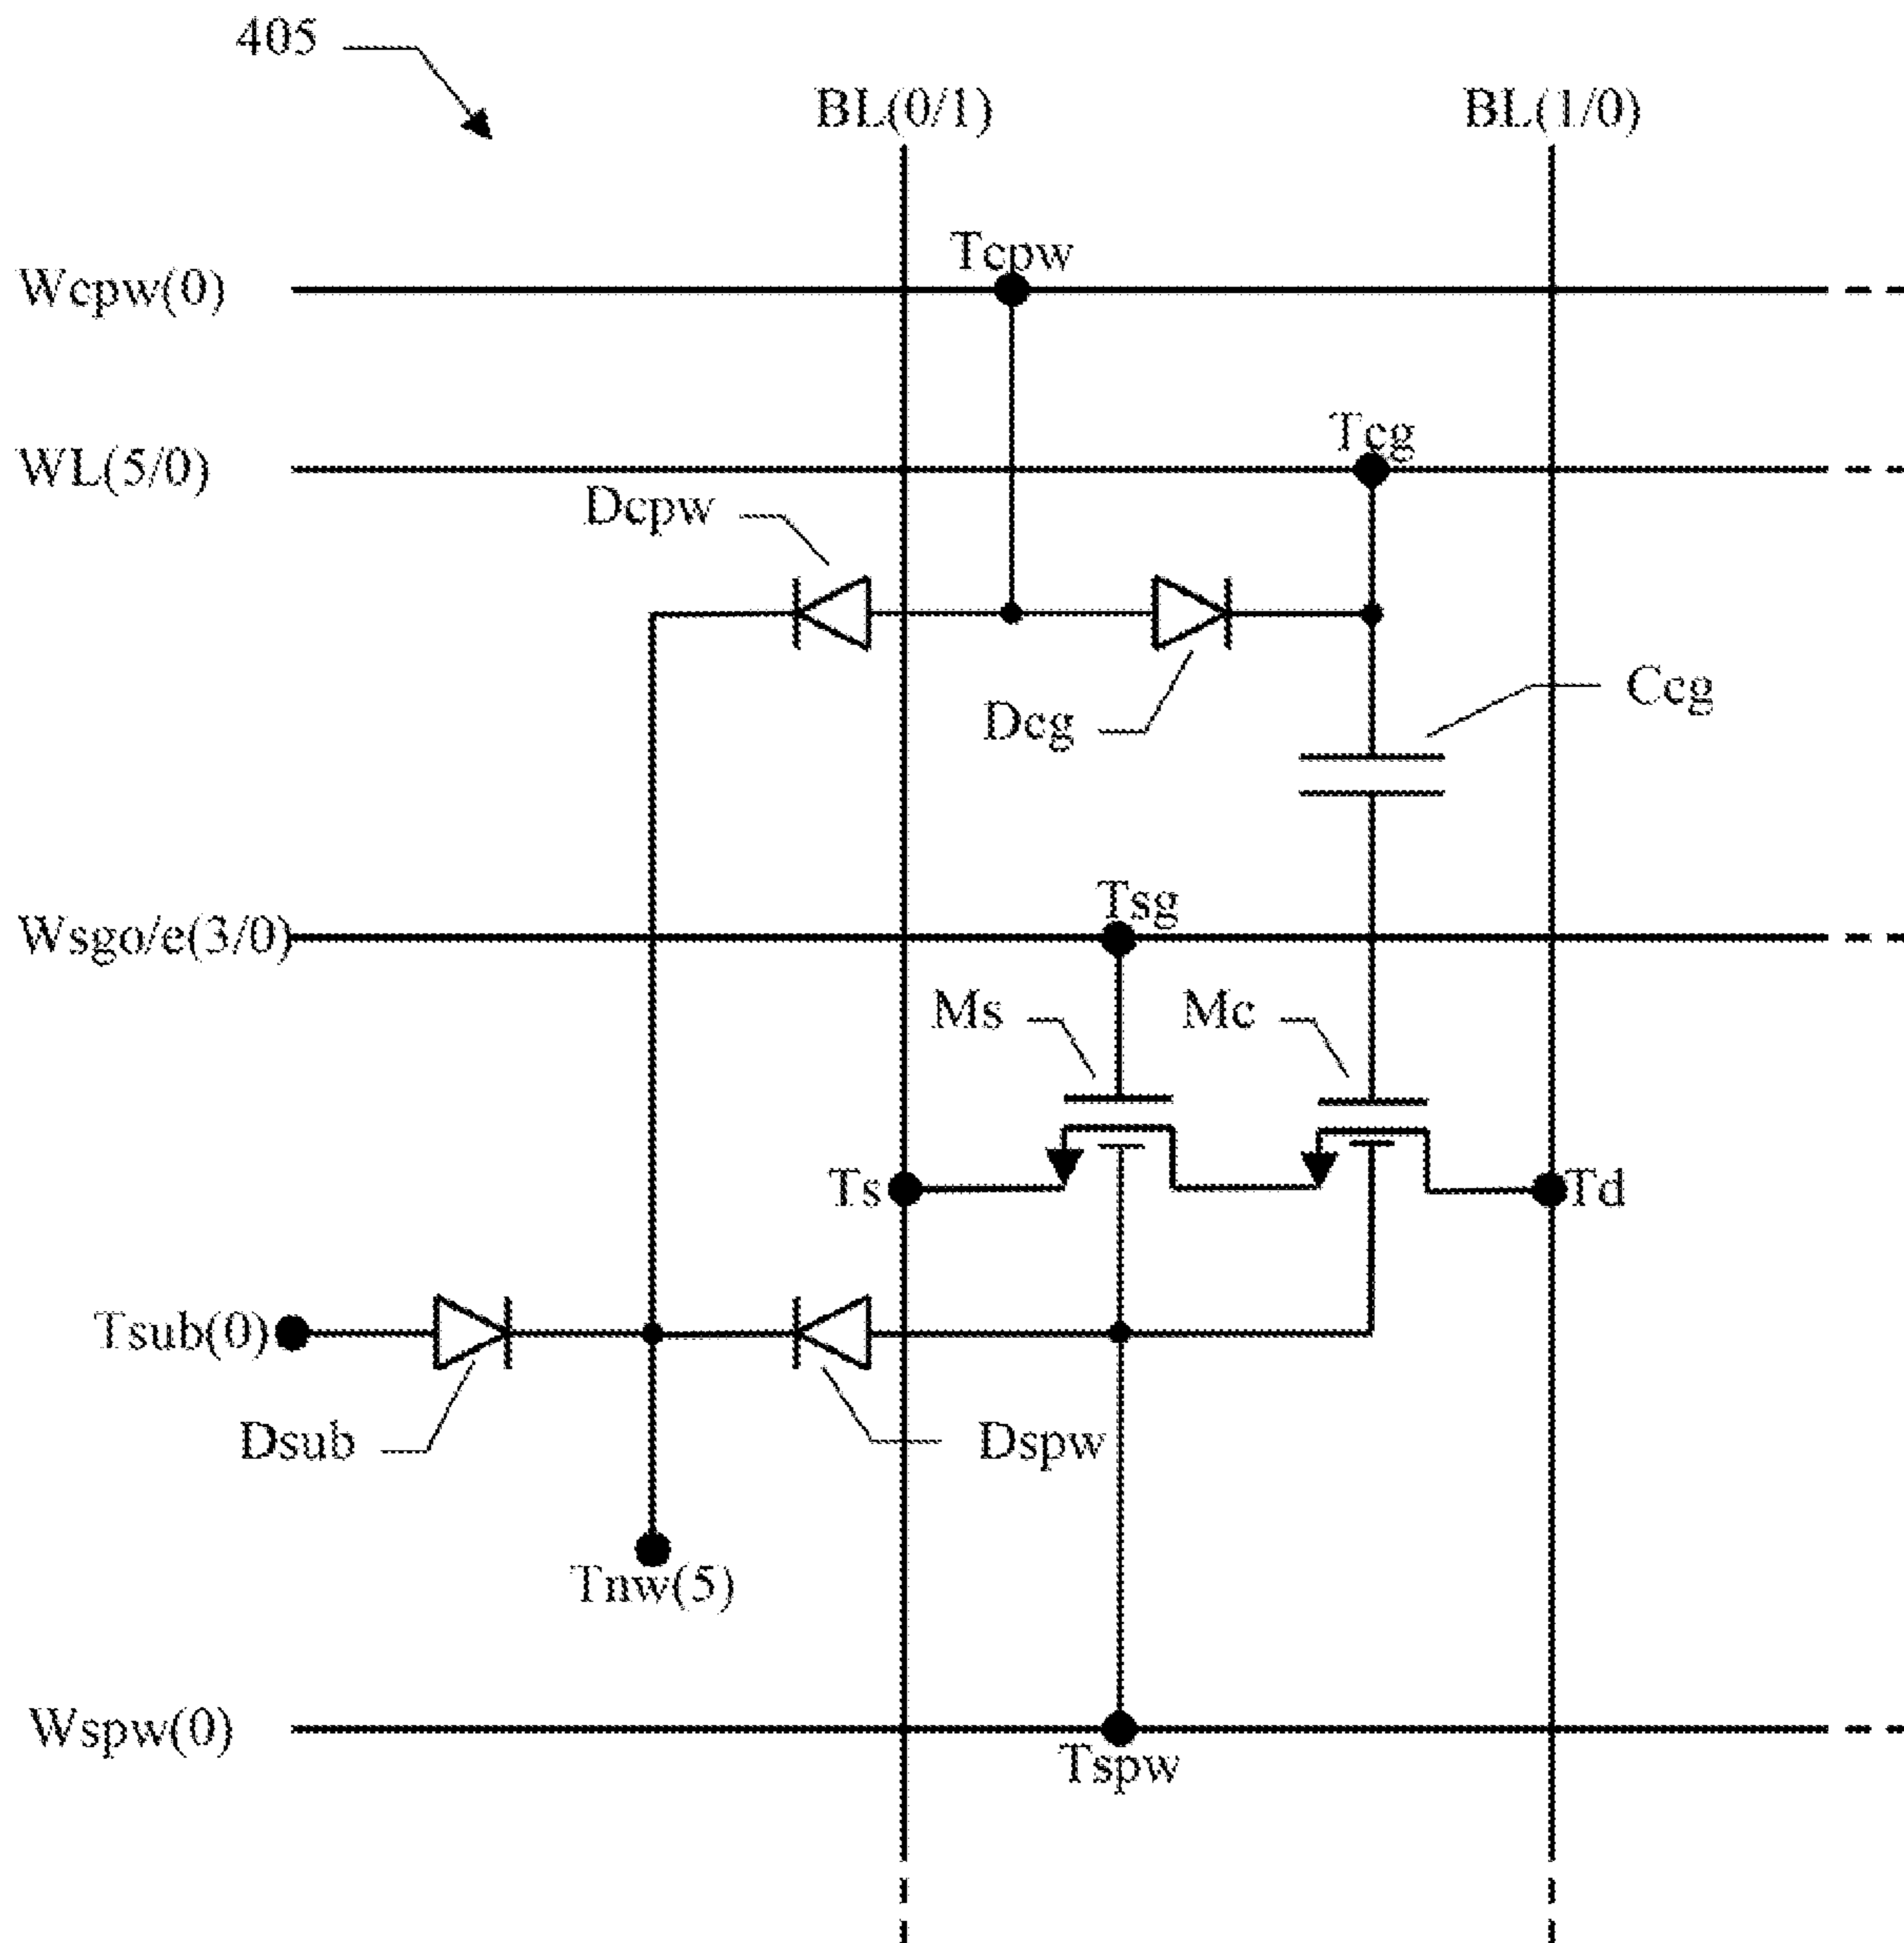 405
BL(0/1)
BL(1/0)
Tcpw
Wcpw(0)
Tcg
WL(5/0)
Dcpw
Ccg
Dcg
Tsg
Wsgo/e(3/0)
Ms
Mc
Ts
Td
Tsub(0)
Dsub
Dspw
Tnw(5)
Wspw(0)
Tspw